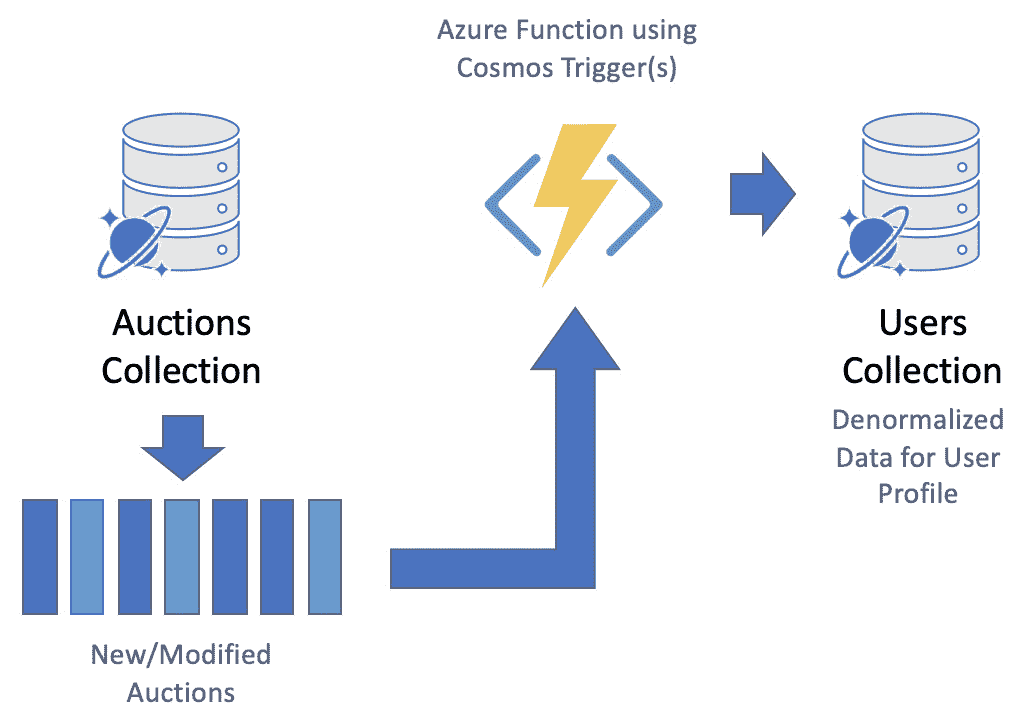 Azure Function using
Cosmos Trigger(s)
Auctions
Collection
Users
Collection
Denormalized
Data for User
Profile
New/Modified
Auctions